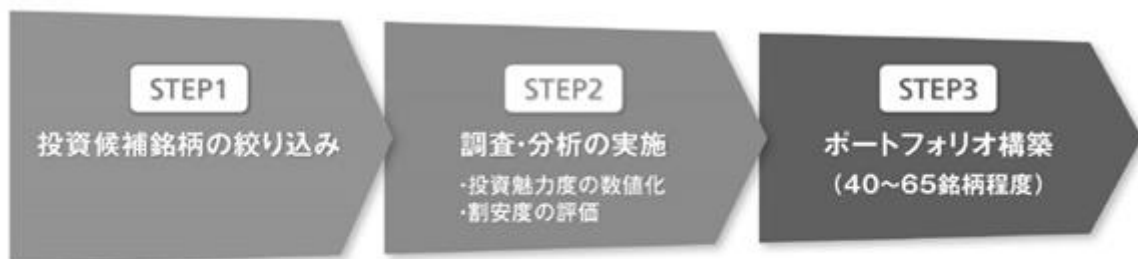 STEP1
投資候補銘柄の絞り込み
STEP2
調査・分析の実施
・投資魅力度の数値化
・割安度の評価
STEP3
ポートフォリオ構築
（40～65銘柄程度）